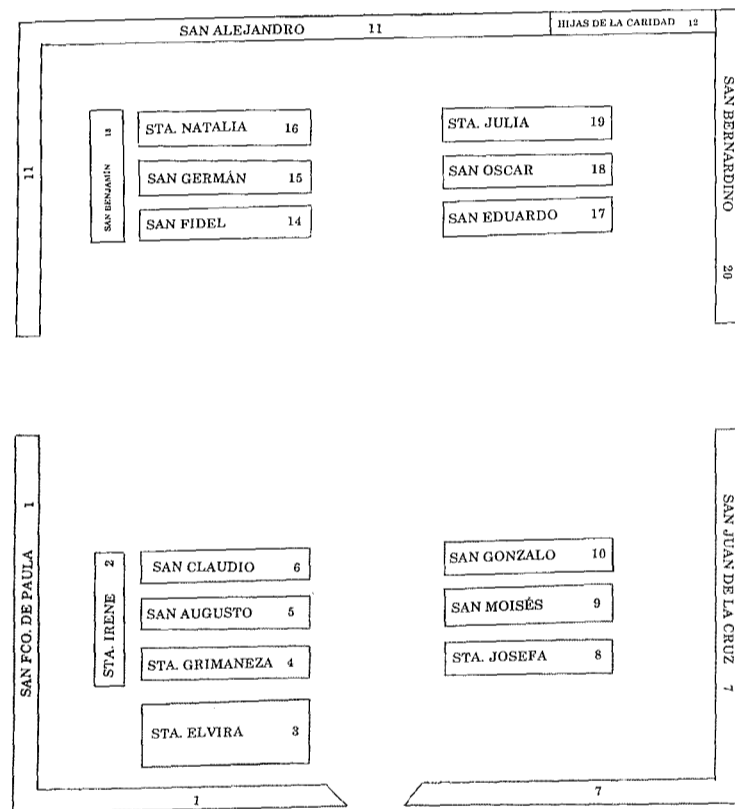 SAN ALEJANDRO 11
HIJAS DE LA CARIDAD 12
11
SAN BERNARDINO 20
SAN BENJAMÍN 13
STA. NATALIA 16
SAN GERMÁN 15
SAN FIDEL 14
STA. JULIA 19
SAN OSCAR 18
SAN EDUARDO 17
SAN FCO. DE PAULA 1
STA. IRENE 2
SAN CLAUDIO 6
SAN AUGUSTO 5
STA. GRIMANEZA 4
STA. ELVIRA 3
SAN GONZALO 10
SAN MOISÉS 9
STA. JOSEFA 8
SAN JUAN DE LA CRUZ 7
1
7